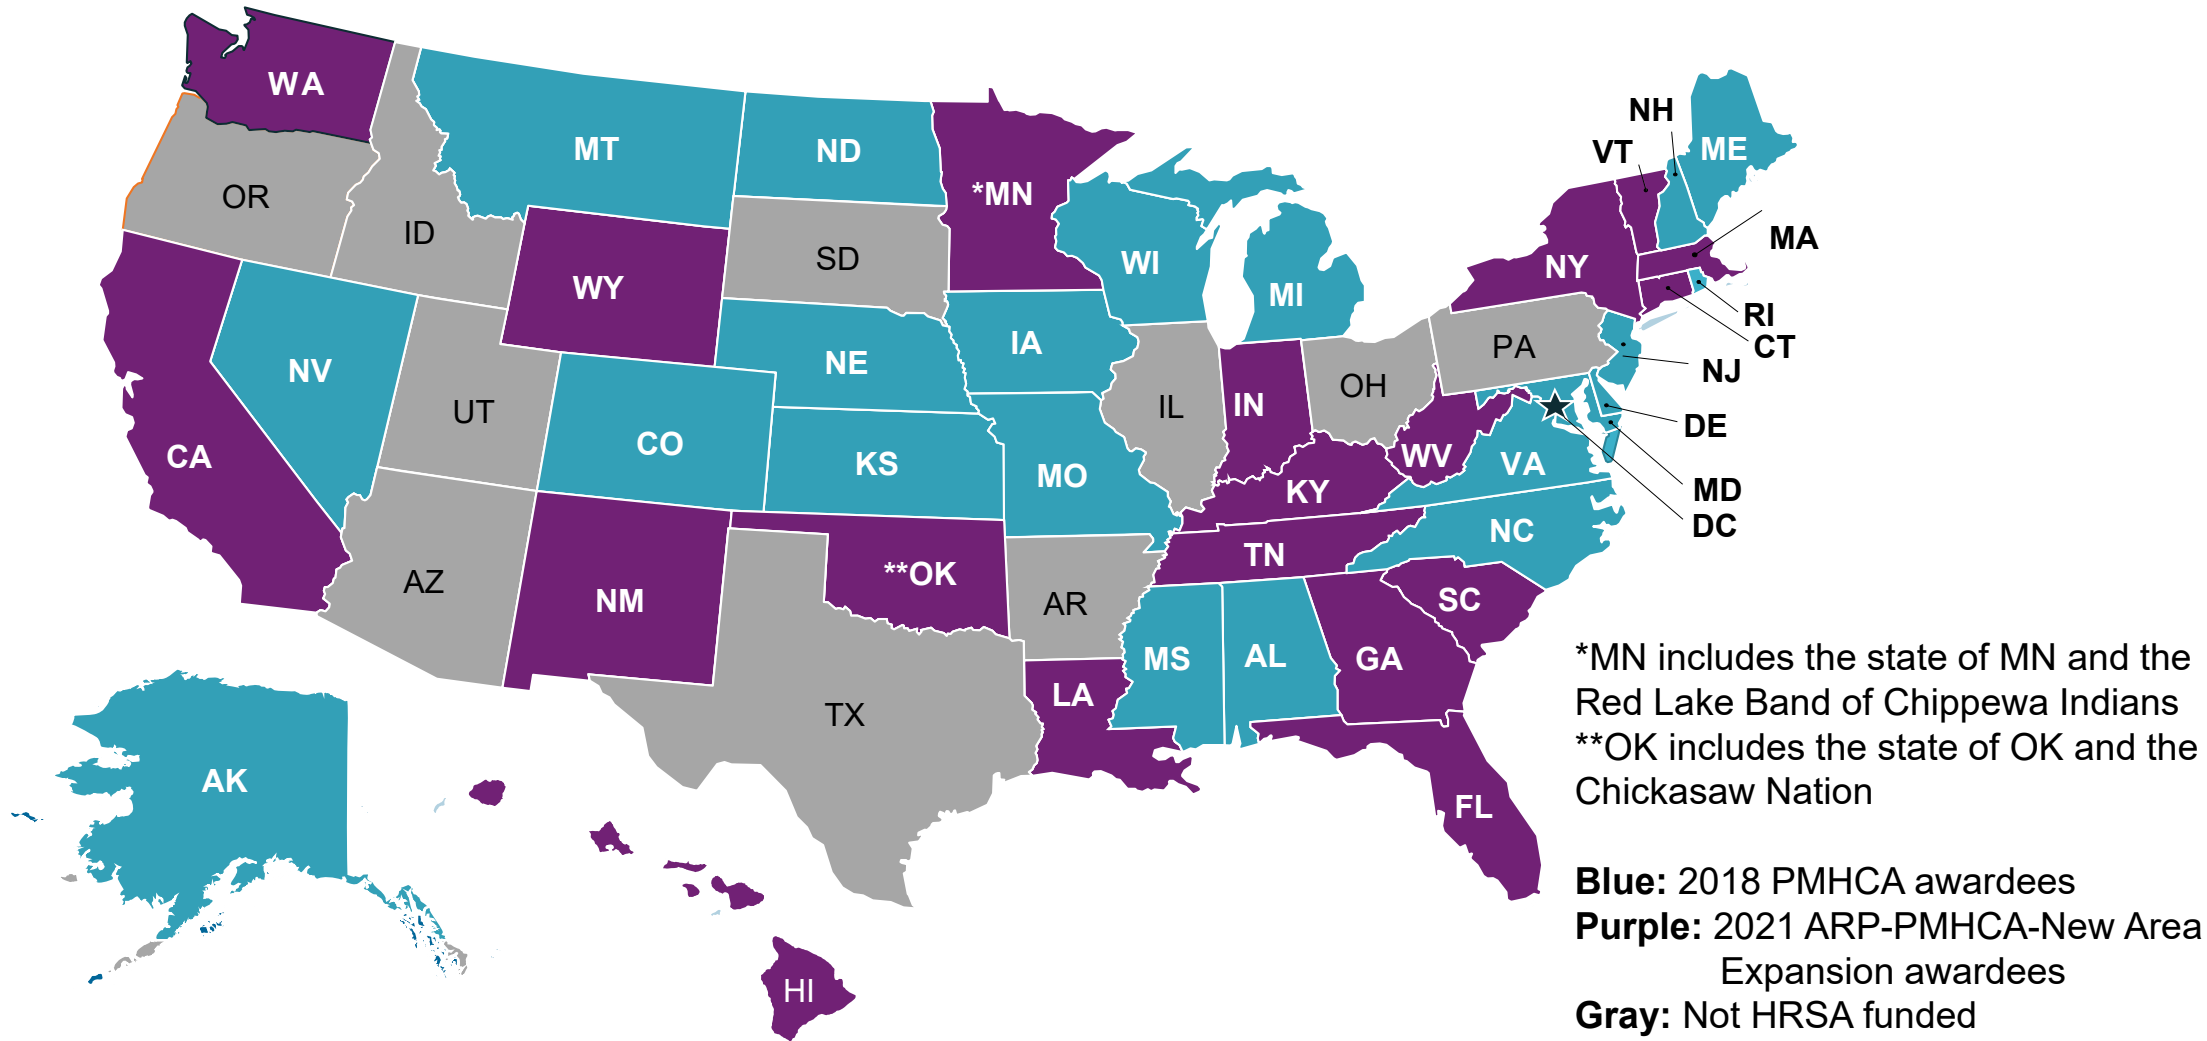 WA
MT
ND
*MN
OR
ID
SD
WY
WI
MI
NH
VT
ME
MA
NY
RI
CT
NJ
PA
NV
UT
CO
NE
IA
IL
IN
OH
DE
CA
KS
MO
WV
VA
MD
DC
KY
NC
TN
AZ
NM
**OK
AR
SC
MS
AL
GA
LA
TX
FL
AK
HI
*MN includes the state of MN and the
Red Lake Band of Chippewa Indians
**OK includes the state of OK and the
Chickasaw Nation
Blue: 2018 PMHCA awardees
Purple: 2021 ARP-PMHCA-New Area
Expansion awardees
Gray: Not HRSA funded